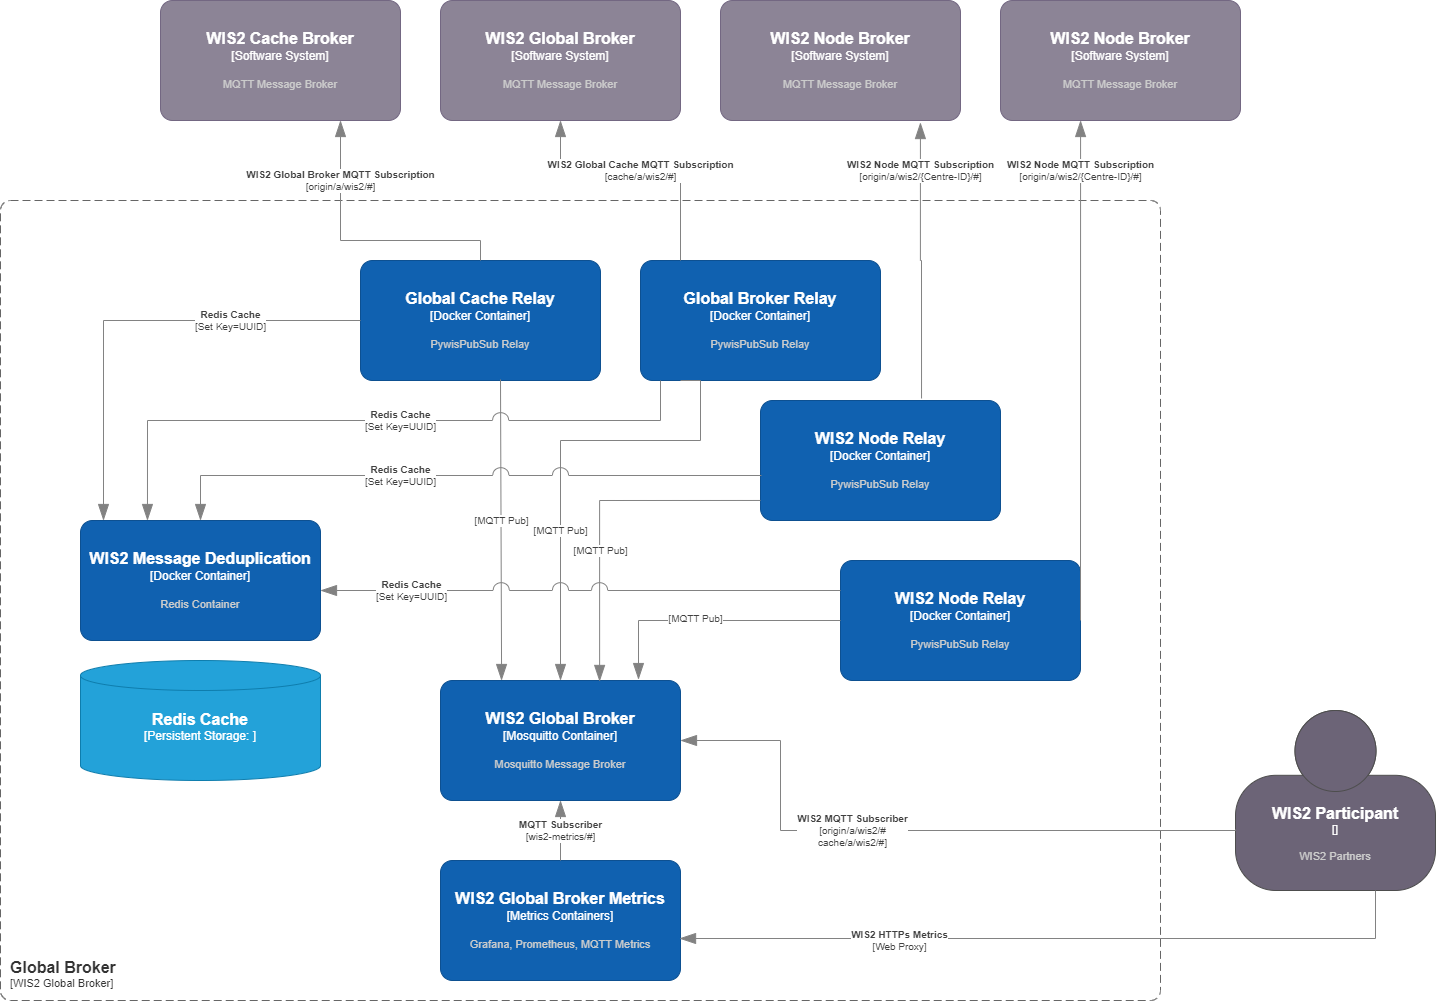 WIS2 Cache Broker
[Software System]
MQTT Message Broker
WIS2 Global Broker
[Software System]
MQTT Message Broker
WIS2 Node Broker
[Software System]
MQTT Message Broker
WIS2 Node Broker
[Software System]
MQTT Message Broker
WIS2 Global Broker MQTT Subscription
[origin/a/wis2/#]
WIS2 Global Cache MQTT Subscription
[cache/a/wis2/#]
WIS2 Node MQTT Subscription
[origin/a/wis2/{Centre-ID}/#]
WIS2 Node MQTT Subscription
[origin/a/wis2/{Centre-ID}/#]
Global Cache Relay
[Docker Container]
PywisPubSub Relay
Global Broker Relay
[Docker Container]
PywisPubSub Relay
Redis Cache
[Set Key=UUID]
Redis Cache
[Set Key=UUID]
WIS2 Node Relay
[Docker Container]
PywisPubSub Relay
Redis Cache
[Set Key=UUID]
[MQTT Pub]
[MQTT Pub]
[MQTT Pub]
WIS2 Message Deduplication
[Docker Container]
Redis Container
Redis Cache
[Set Key=UUID]
WIS2 Node Relay
[Docker Container]
PywisPubSub Relay
[MQTT Pub]
Redis Cache
[Persistent Storage: ]
WIS2 Global Broker
[Mosquitto Container]
Mosquitto Message Broker
WIS2 MQTT Subscriber
[origin/a/wis2/#
cache/a/wis2/#]
WIS2 Participant
[]
WIS2 Partners
MQTT Subscriber
[wis2-metrics/#]
WIS2 Global Broker Metrics
[Metrics Containers]
Grafana, Prometheus, MQTT Metrics
WIS2 HTTPs Metrics
[Web Proxy]
Global Broker
[WIS2 Global Broker]